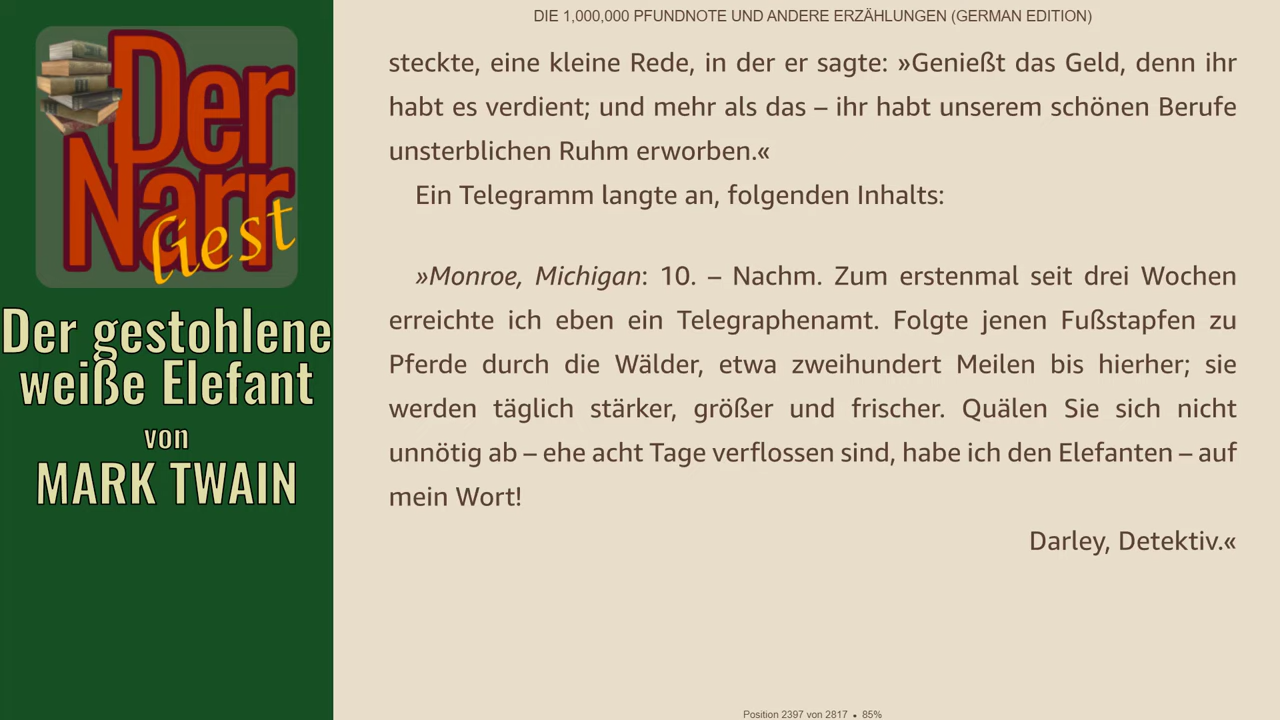 Der
Narr
liest
Der gestohlene
weiße Elefant
von
MARK TWAIN
DIE 1,000,000 PFUNDNOTE UND ANDERE ERZÄHLUNGEN (GERMAN EDITION)
steckte, eine kleine Rede, in der er sagte: »Genießt das Geld, denn ihr
habt es verdient; und mehr als das – ihr habt unserem schönen Berufe
unsterblichen Ruhm erworben.«
Ein Telegramm langte an, folgenden Inhalts:
»Monroe, Michigan: 10. – Nachm. Zum erstenmal seit drei Wochen
erreichte ich eben ein Telegraphenamt. Folgte jenen Fußstapfen zu
Pferde durch die Wälder, etwa zweihundert Meilen bis hierher; sie
werden täglich stärker, größer und frischer. Quälen Sie sich nicht
unnötig ab – ehe acht Tage verflossen sind, habe ich den Elefanten – auf
mein Wort!
Darley, Detektiv.«
Position 2397 von 2817 • 85%